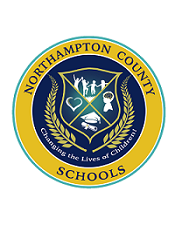 NORTHAMPTON COUNTY
Changing the Lives of Children!
SCHOOLS